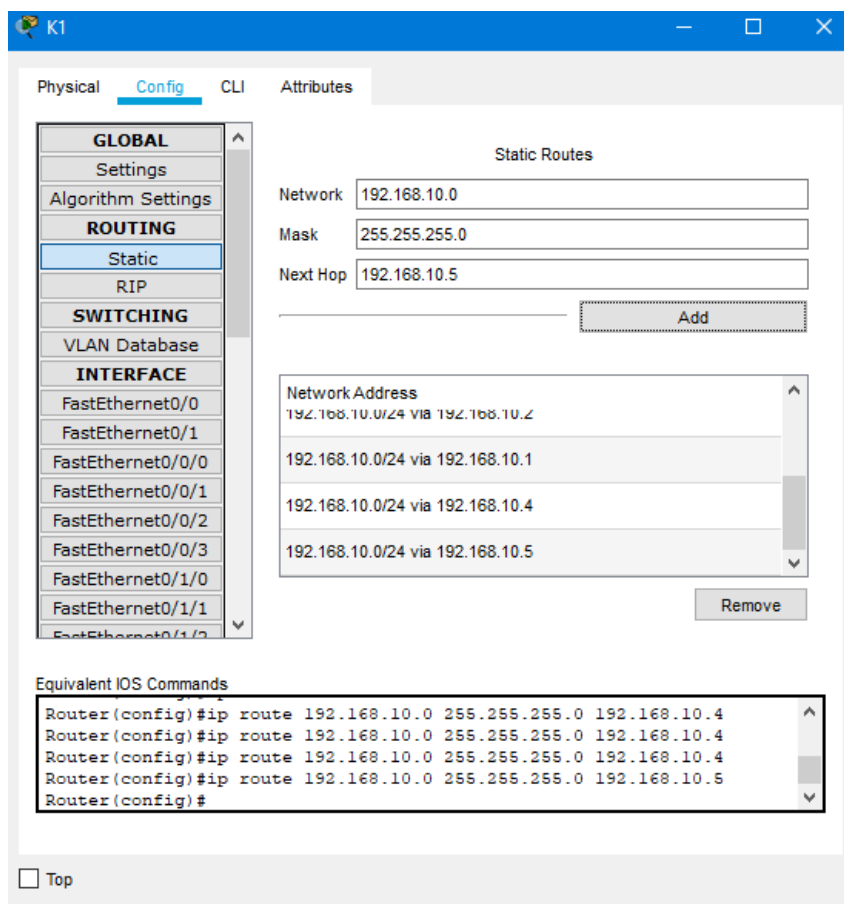 K1
Physical Config CLI Attributes
GLOBAL
Settings
Algorithm Settings
ROUTING
Static
RIP
SWITCHING
VLAN Database
INTERFACE
FastEthernet0/0
FastEthernet0/1
FastEthernet0/0/0
FastEthernet0/0/1
FastEthernet0/0/2
FastEthernet0/0/3
FastEthernet0/1/0
FastEthernet0/1/1
FastEthernet0/1/2
Static Routes
Network 192.168.10.0
Mask 255.255.255.0
Next Hop 192.168.10.5
Add
Network Address
192.168.10.0/24 via 192.168.10.2
192.168.10.0/24 via 192.168.10.1
192.168.10.0/24 via 192.168.10.4
192.168.10.0/24 via 192.168.10.5
Remove
Equivalent IOS Commands
Router(config)#ip route 192.168.10.0 255.255.255.0 192.168.10.4
Router(config)#ip route 192.168.10.0 255.255.255.0 192.168.10.4
Router(config)#ip route 192.168.10.0 255.255.255.0 192.168.10.4
Router(config)#ip route 192.168.10.0 255.255.255.0 192.168.10.5
Router(config)#
Top